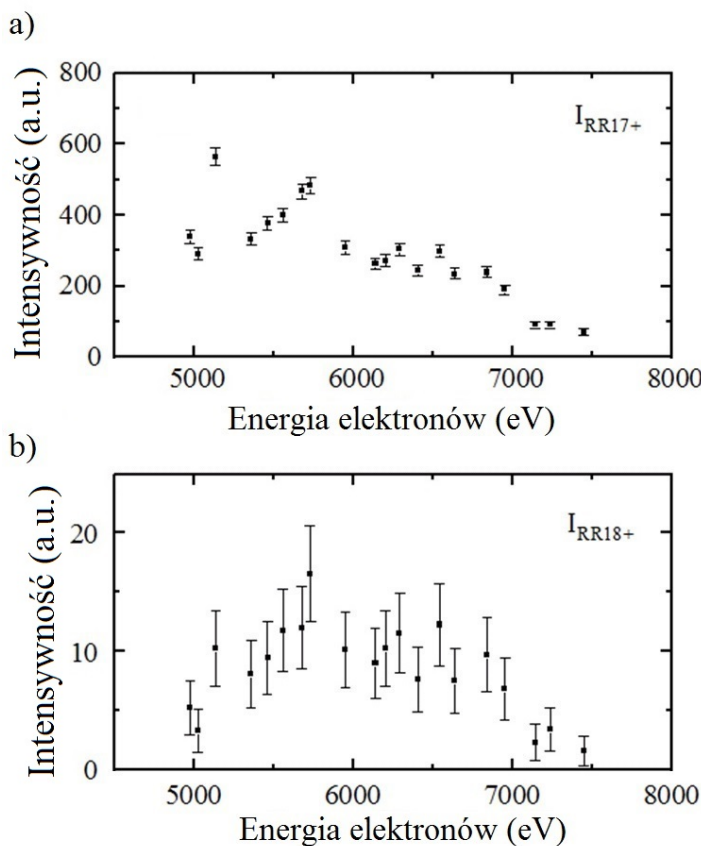 a)
800
600
400
200
0
Intensywność (a.u.)
I_RR17+
5000 6000 7000 8000
Energia elektronów (eV)
b)
20
10
0
Intensywność (a.u.)
I_RR18+
5000 6000 7000 8000
Energia elektronów (eV)